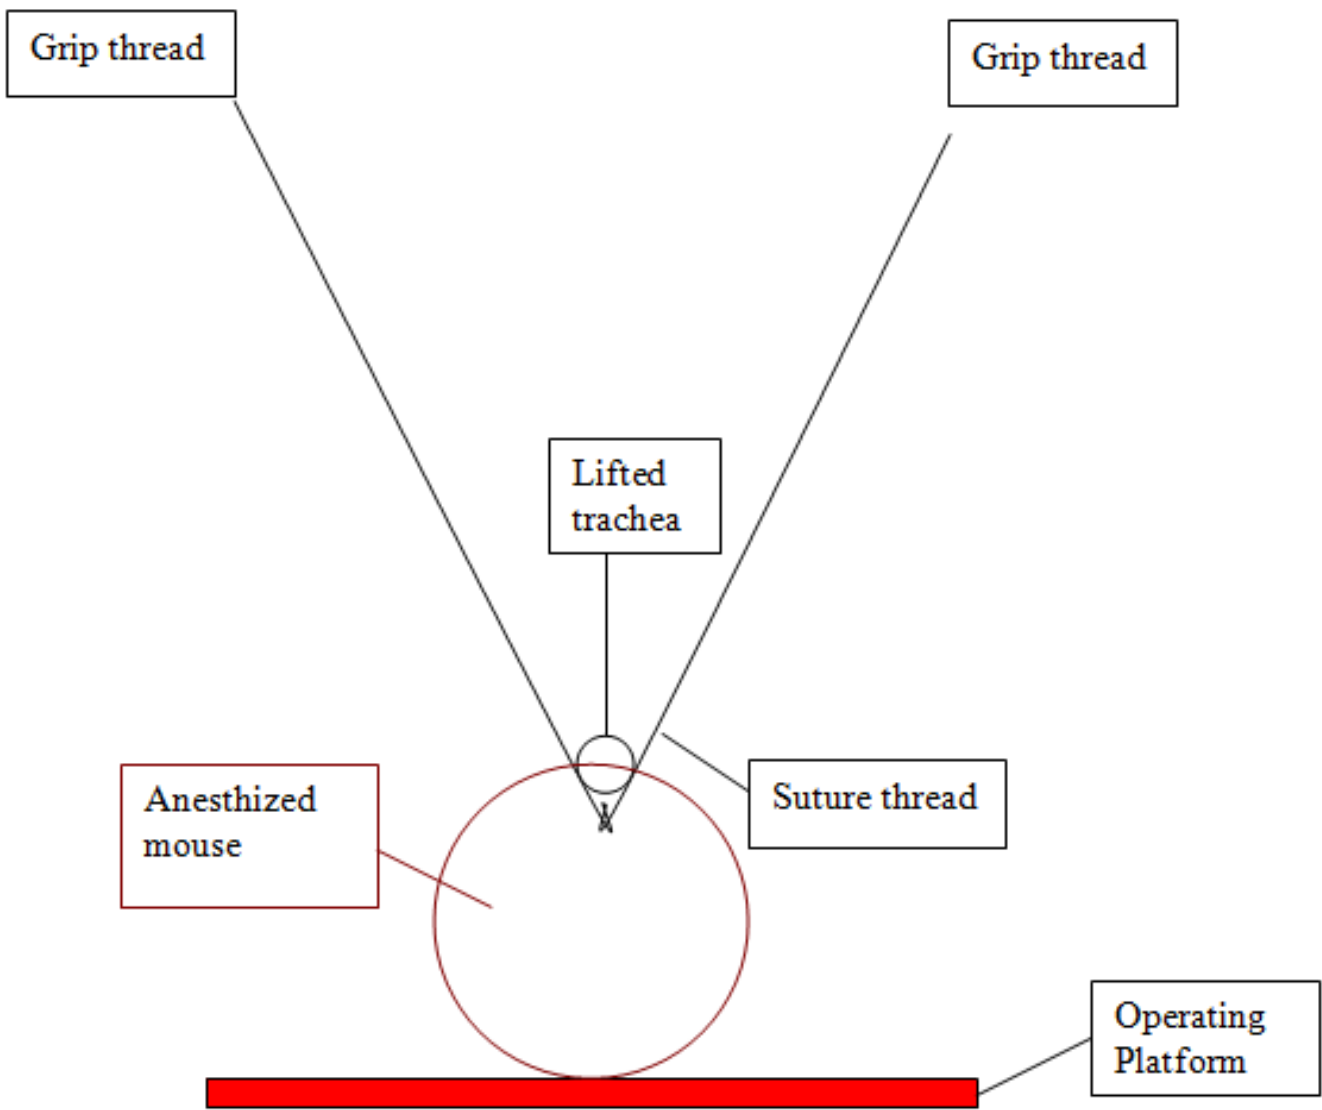 Grip thread
Grip thread
Lifted
trachea
Suture thread
Anesthized
mouse
Operating
Platform